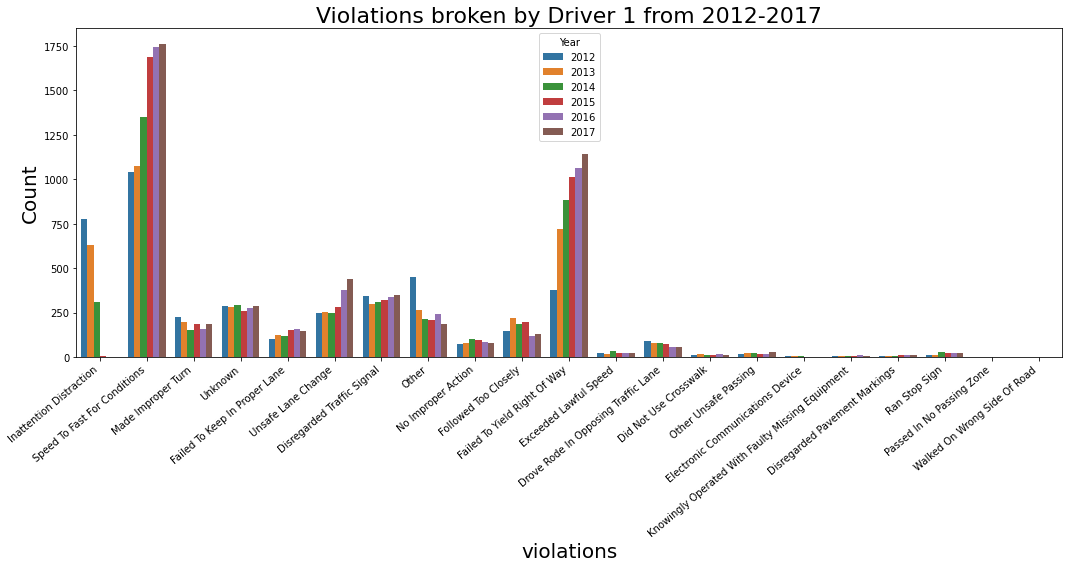 Violations broken by Driver 1 from 2012-2017
Count
1750
1500
1250
1000
750
500
250
0
Year
2012
2013
2014
2015
2016
2017
Inattention Distraction
Speed To Fast For Conditions
Made Improper Turn
Unknown
Failed To Keep In Proper Lane
Unsafe Lane Change
Disregarded Traffic Signal
Other
No Improper Action
Followed Too Closely
Failed To Yield Right Of Way
Exceeded Lawful Speed
Drove Rode In Opposing Traffic Lane
Did Not Use Crosswalk
Other Unsafe Passing
Electronic Communications Device
Knowingly Operated With Faulty Missing Equipment
Disregarded Pavement Markings
Ran Stop Sign
Passed In No Passing Zone
Walked On Wrong Side Of Road
violations